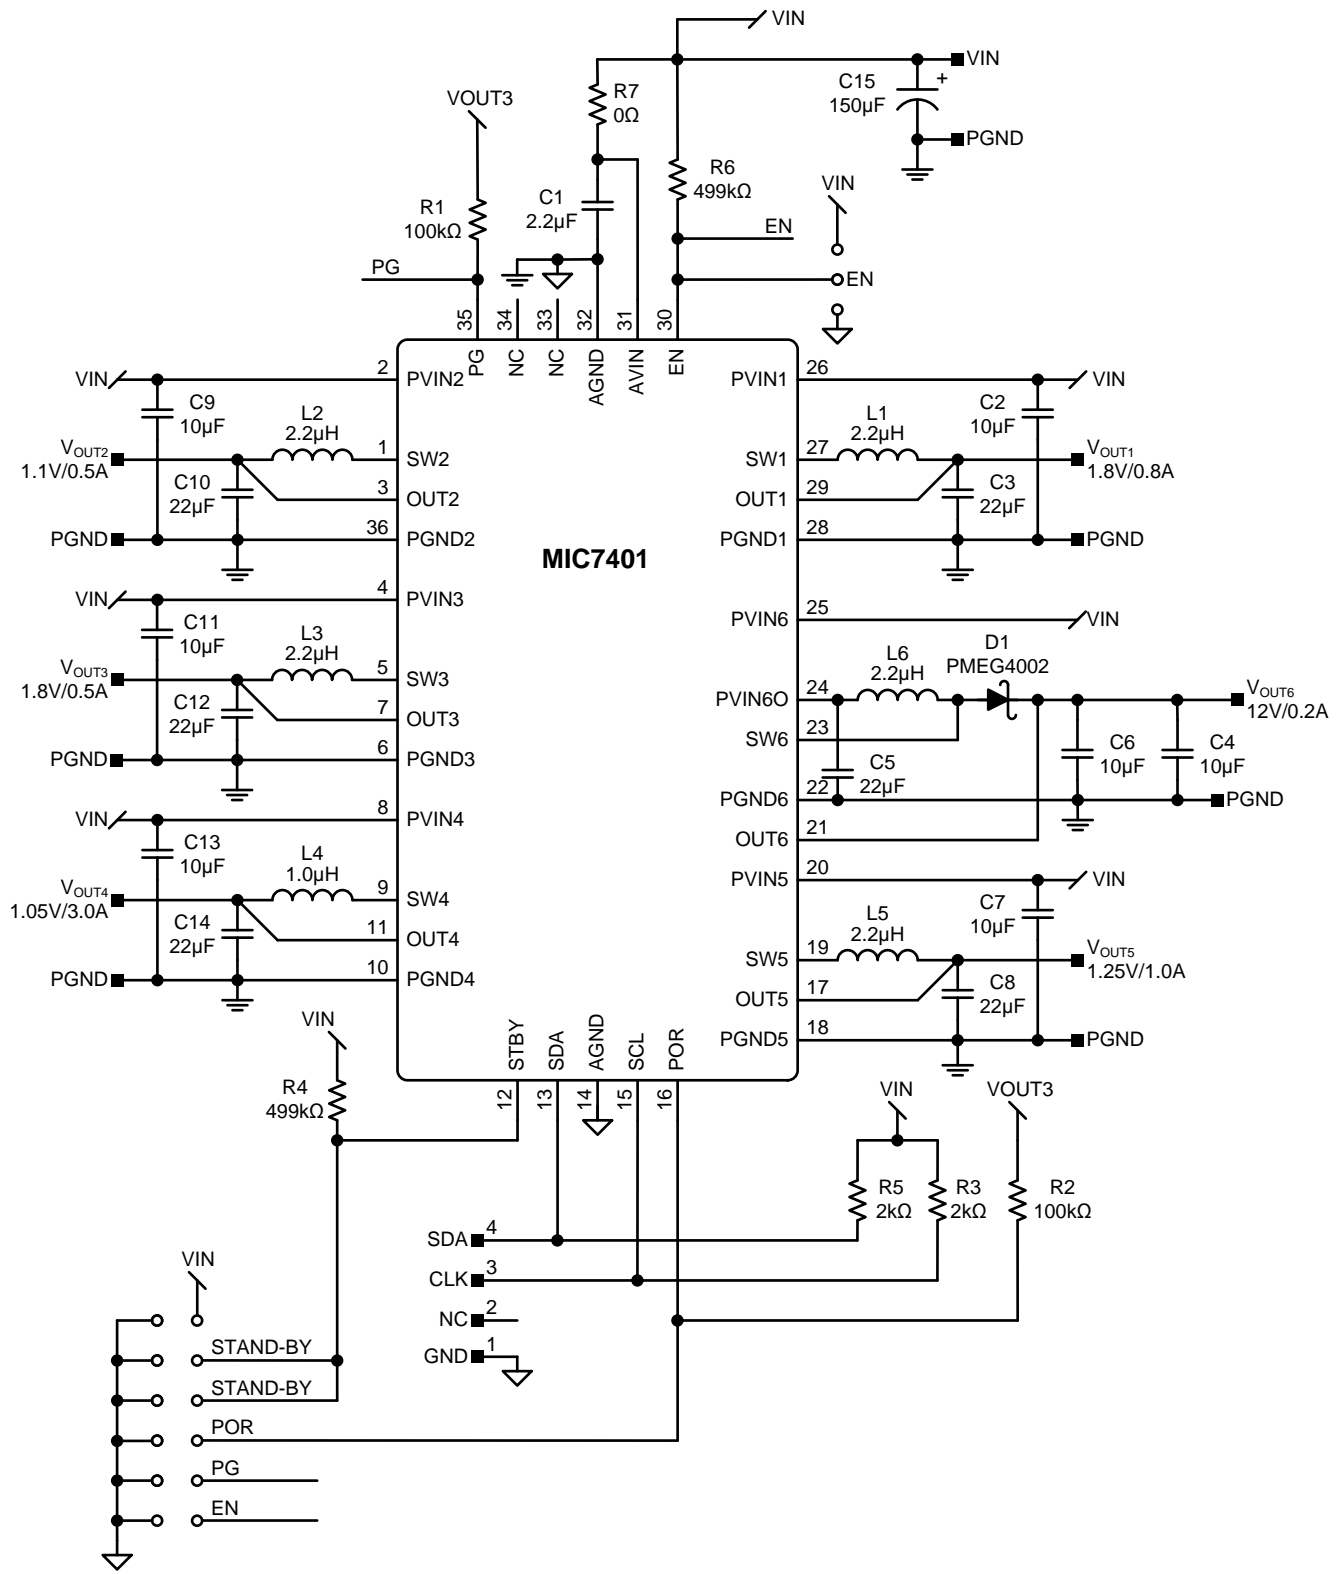 VIN
VIN
C15
150µF
+
PGND
R7
0Ω
VOUT3
R6
499kΩ
VIN
C1
2.2µF
R1
100kΩ
EN
PG
EN
35
34
33
32
31
30
PG
NC
NC
AGND
AVIN
EN
MIC7401
VIN
2
PVIN2
C9
10µF
L2
2.2µH
VOUT2
1.1V/0.5A
1
SW2
C10
22µF
3
OUT2
PGND
36
PGND2
VIN
4
PVIN3
C11
10µF
L3
2.2µH
VOUT3
1.8V/0.5A
5
SW3
C12
22µF
7
OUT3
PGND
6
PGND3
VIN
8
PVIN4
C13
10µF
L4
1.0µH
VOUT4
1.05V/3.0A
9
SW4
C14
22µF
11
OUT4
PGND
10
PGND4
PVIN1
26
VIN
C2
10µF
L1
2.2µH
SW1
27
VOUT1
1.8V/0.8A
C3
22µF
OUT1
29
PGND1
28
PGND
PVIN6
25
VIN
D1
PMEG4002
L6
2.2µH
PVIN6O
24
VOUT6
12V/0.2A
SW6
23
C5
22µF
C6
10µF
C4
10µF
PGND6
22
PGND
OUT6
21
PVIN5
20
VIN
C7
10µF
L5
2.2µH
SW5
19
VOUT5
1.25V/1.0A
C8
22µF
OUT5
17
PGND5
18
PGND
STBY
SDA
AGND
SCL
POR
12
13
14
15
16
VIN
R4
499kΩ
VIN
VOUT3
R5
2kΩ
R3
2kΩ
R2
100kΩ
SDA
4
CLK
3
NC
2
GND
1
VIN
STAND-BY
STAND-BY
POR
PG
EN